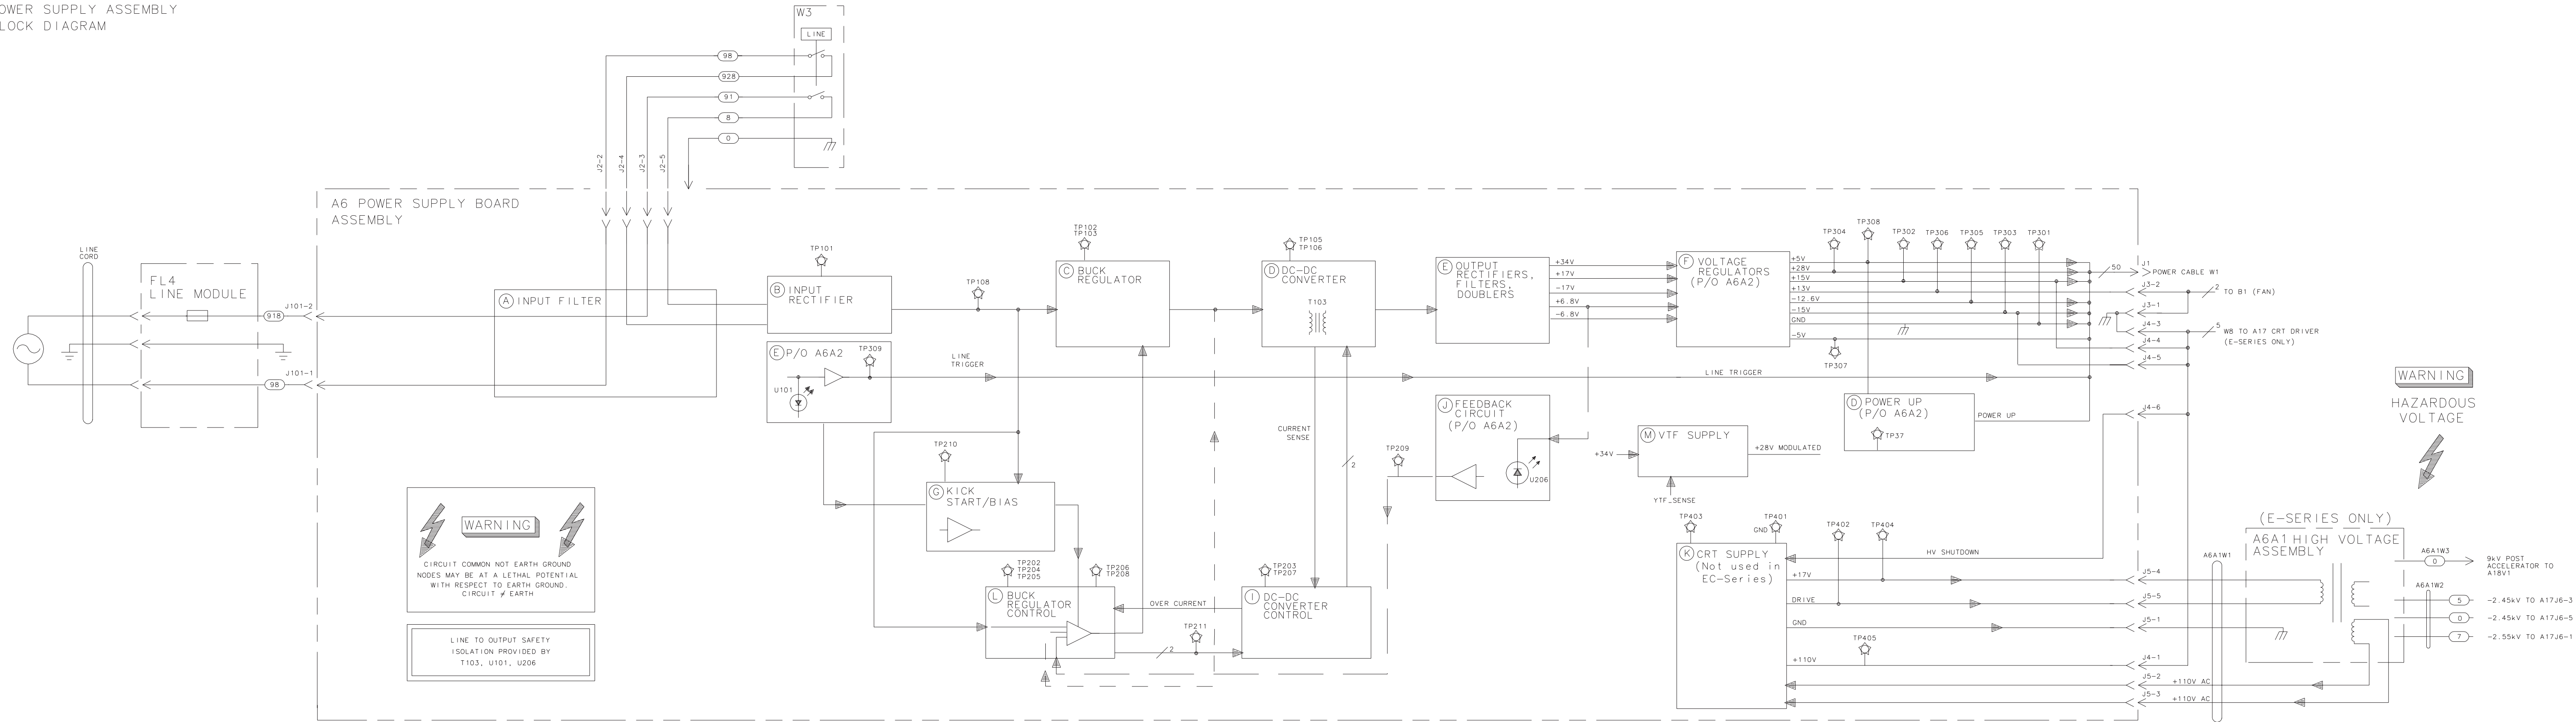 OWER SUPPLY ASSEMBLY
LOCK DIAGRAM
W3
LINE
98
928
91
8
0
J2-2
J2-4
J2-3
J2-5
A6 POWER SUPPLY BOARD
ASSEMBLY
LINE
CORD
FL4
LINE MODULE
J101-2
918
98
J101-1
A INPUT FILTER
TP101
B INPUT
RECTIFIER
TP108
TP102
TP103
C BUCK
REGULATOR
TP105
TP106
D DC-DC
CONVERTER
T103
E OUTPUT
RECTIFIERS,
FILTERS,
DOUBLERS
+34V
+17V
-17V
+6.8V
-6.8V
F VOLTAGE
REGULATORS
(P/O A6A2)
TP304
TP308
TP302
TP306
TP305
TP303
TP301
+5V
+28V
+15V
+13V
-12.6V
-15V
GND
-5V
TP307
50
J1
POWER CABLE W1
J3-2
2
TO B1 (FAN)
J3-1
J4-3
5
W8 TO A17 CRT DRIVER
(E-SERIES ONLY)
J4-4
J4-5
E P/O A6A2
TP309
U101
LINE
TRIGGER
LINE TRIGGER
D POWER UP
(P/O A6A2)
TP37
POWER UP
J4-6
WARNING
HAZARDOUS
VOLTAGE
J FEEDBACK
CIRCUIT
(P/O A6A2)
U206
TP209
CURRENT
SENSE
2
M VTF SUPPLY
+34V
+28V MODULATED
YTF_SENSE
TP210
G KICK
START/BIAS
WARNING
CIRCUIT COMMON NOT EARTH GROUND
NODES MAY BE AT A LETHAL POTENTIAL
WITH RESPECT TO EARTH GROUND.
CIRCUIT ≠ EARTH
LINE TO OUTPUT SAFETY
ISOLATION PROVIDED BY
T103, U101, U206
TP202
TP204
TP205
TP206
TP208
L BUCK
REGULATOR
CONTROL
OVER CURRENT
TP211
2
TP203
TP207
I DC-DC
CONVERTER
CONTROL
TP403
GND
TP401
TP402
TP404
K CRT SUPPLY
(Not used in
EC-Series)
HV SHUTDOWN
+17V
DRIVE
GND
TP405
+110V
J5-4
J5-5
J5-1
J4-1
J5-2
+110V AC
J5-3
+110V AC
A6A1W1
(E-SERIES ONLY)
A6A1 HIGH VOLTAGE
ASSEMBLY
A6A1W3
0
9kV POST
ACCELERATOR TO
A18V1
A6A1W2
5
-2.45kV TO A17J6-3
0
-2.45kV TO A17J6-5
7
-2.55kV TO A17J6-1